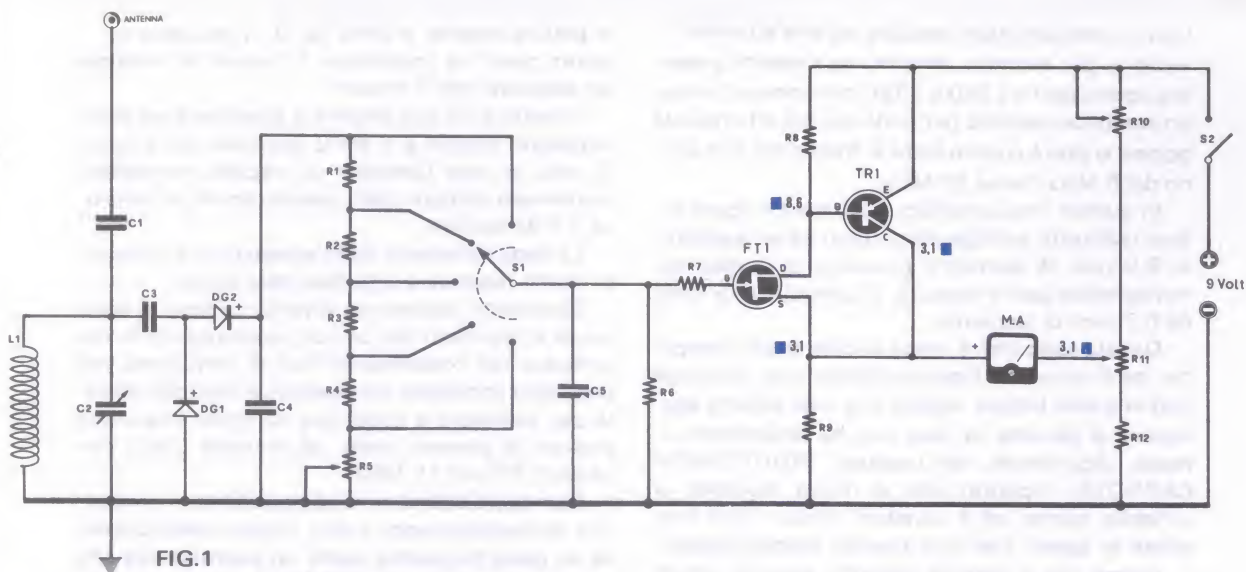 ANTENNA
C1
C3
DG2
L1
C2
DG1
C4
R1
R2
R3
R4
R5
S1
C5
R7
R6
FT1
G
D
S
R8
8,6
TR1
B
E
C
3,1
3,1
R9
M.A
3,1
R10
R11
R12
S2
9 Volt
FIG.1